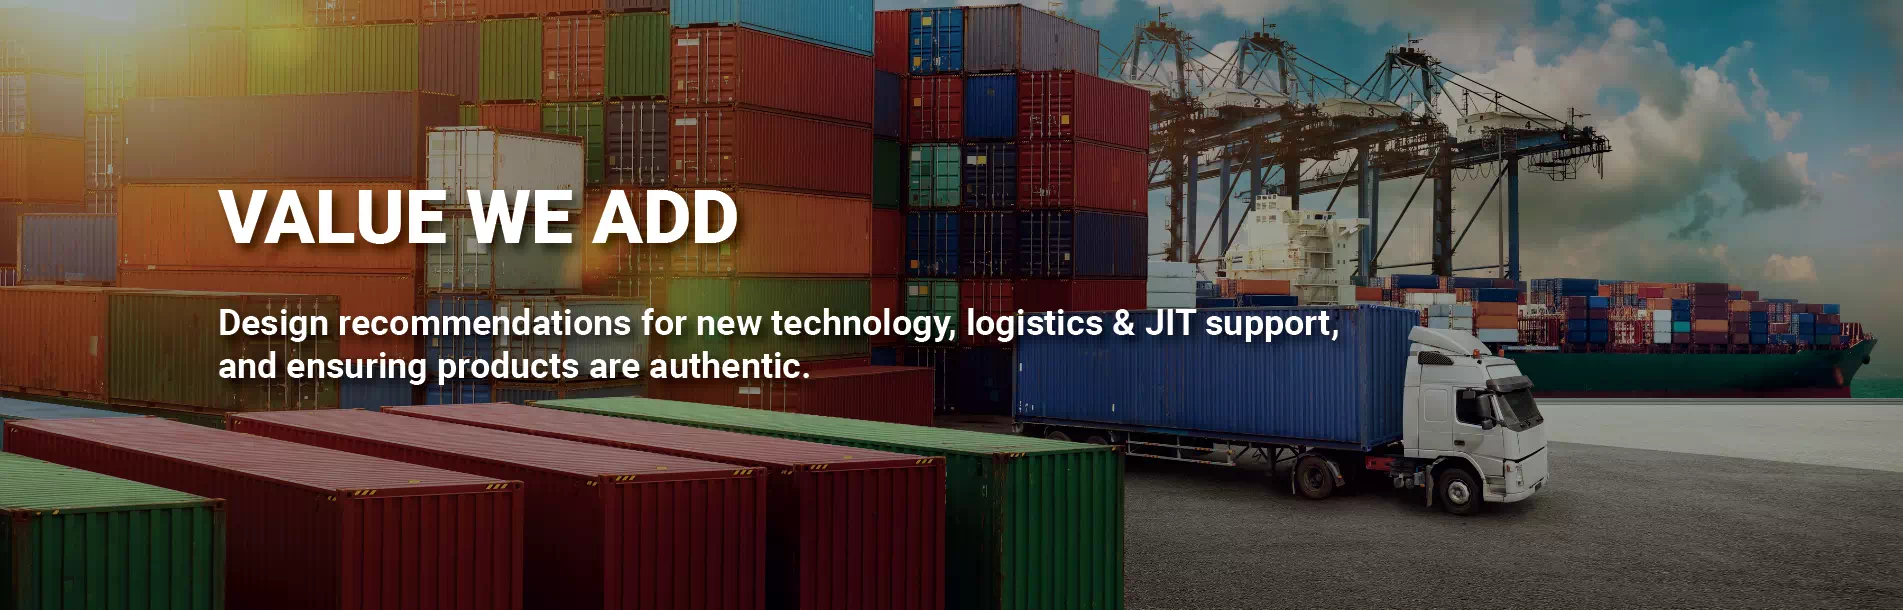 VALUE WE ADD
Design recommendations for new technology, logistics & JIT support,
and ensuring products are authentic.